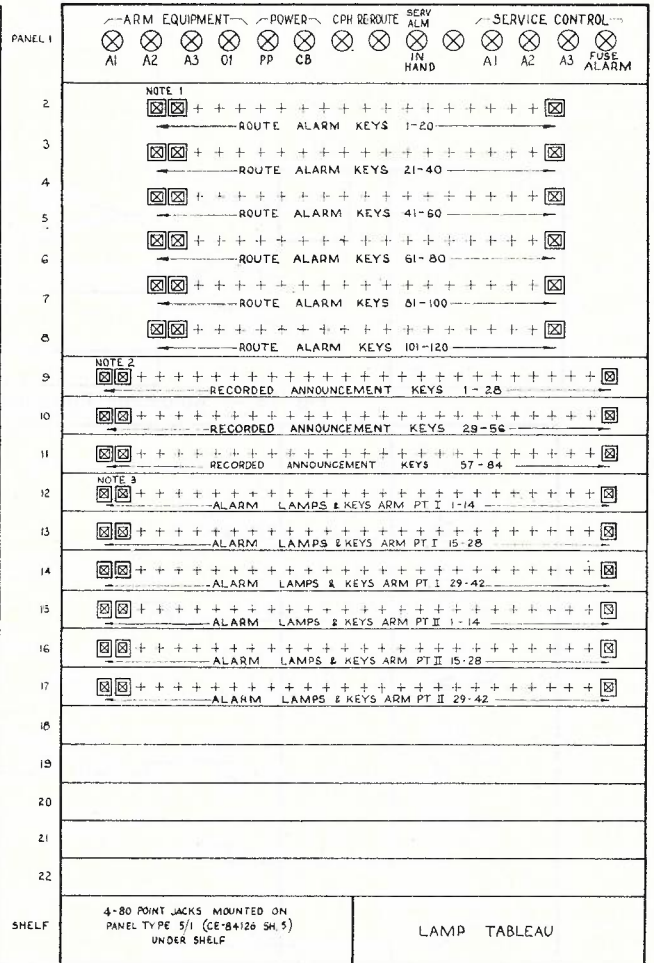 ARM EQUIPMENT POWER CPH RE-ROUTE SERV ALM SERVICE CONTROL
PANEL 1
A1 A2 A3 01 PP CB IN HAND A1 A2 A3 FUSE ALARM
NOTE 1
2
ROUTE ALARM KEYS 1-20
3
ROUTE ALARM KEYS 21-40
4
5
ROUTE ALARM KEYS 41-60
6
ROUTE ALARM KEYS 61-80
7
ROUTE ALARM KEYS 81-100
8
ROUTE ALARM KEYS 101-120
NOTE 2
9
RECORDED ANNOUNCEMENT KEYS 1-28
10
RECORDED ANNOUNCEMENT KEYS 29-56
11
RECORDED ANNOUNCEMENT KEYS 57-84
NOTE 3
12
ALARM LAMPS & KEYS ARM PT I 1-14
13
ALARM LAMPS & KEYS ARM PT I 15-28
14
ALARM LAMPS & KEYS ARM PT I 29-42
15
ALARM LAMPS & KEYS ARM PT II 1-14
16
ALARM LAMPS & KEYS ARM PT II 15-28
17
ALARM LAMPS & KEYS ARM PT II 29-42
18
19
20
21
22
SHELF
4-80 POINT JACKS MOUNTED ON
PANEL TYPE 5/1 (CE-84126 SH. 5)
UNDER SHELF
LAMP TABLEAU